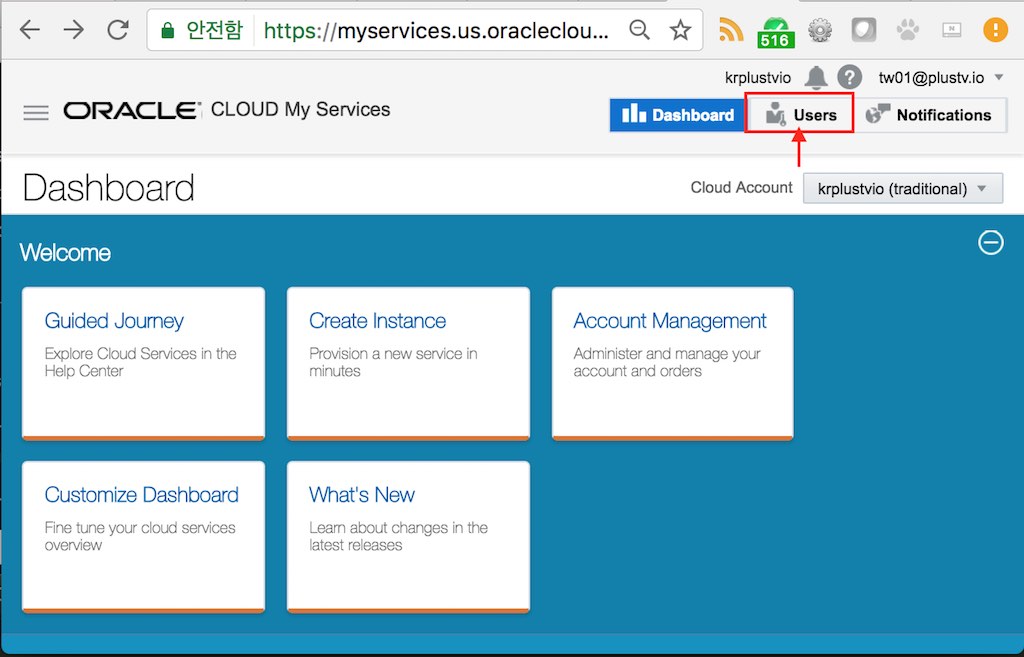 안전함 https://myservices.us.oracleclou...
516
krplustvio ? tw01@plustv.io
ORACLE CLOUD My Services
Dashboard Users Notifications
Dashboard
Cloud Account krplustvio (traditional)
Welcome
Guided Journey
Explore Cloud Services in the
Help Center
Create Instance
Provision a new service in
minutes
Account Management
Administer and manage your
account and orders
Customize Dashboard
Fine tune your cloud services
overview
What's New
Learn about changes in the
latest releases